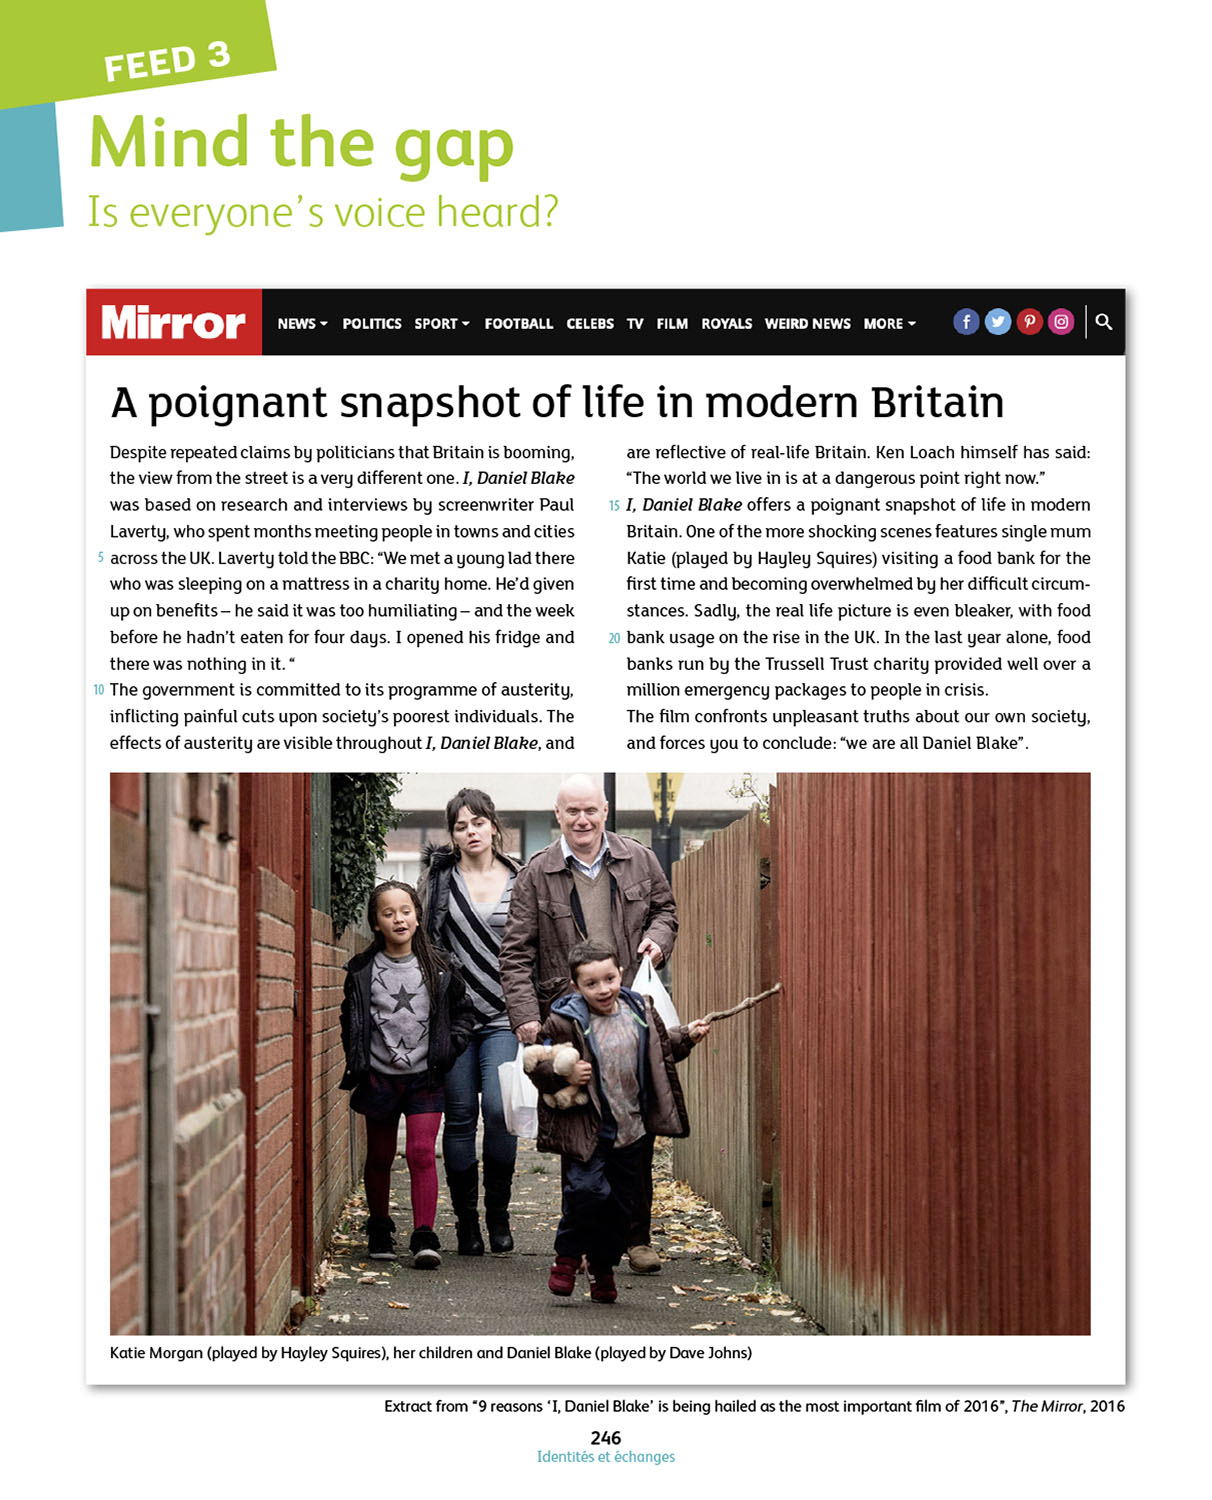 FEED 3
Mind the gap
Is everyone's voice heard?
Mirror
NEWS POLITICS SPORT FOOTBALL CELEBS TV FILM ROYALS WEIRD NEWS MORE
A poignant snapshot of life in modern Britain
Despite repeated claims by politicians that Britain is booming,
the view from the street is a very different one. I, Daniel Blake
was based on research and interviews by screenwriter Paul
Laverty, who spent months meeting people in towns and cities
5 across the UK. Laverty told the BBC: “We met a young lad there
who was sleeping on a mattress in a charity home. He'd given
up on benefits – he said it was too humiliating – and the week
before he hadn't eaten for four days. I opened his fridge and
there was nothing in it. “
10 The government is committed to its programme of austerity,
inflicting painful cuts upon society's poorest individuals. The
effects of austerity are visible throughout I, Daniel Blake, and
are reflective of real-life Britain. Ken Loach himself has said:
“The world we live in is at a dangerous point right now.”
15 I, Daniel Blake offers a poignant snapshot of life in modern
Britain. One of the more shocking scenes features single mum
Katie (played by Hayley Squires) visiting a food bank for the
first time and becoming overwhelmed by her difficult circum-
stances. Sadly, the real life picture is even bleaker, with food
20 bank usage on the rise in the UK. In the last year alone, food
banks run by the Trussell Trust charity provided well over a
million emergency packages to people in crisis.
The film confronts unpleasant truths about our own society,
and forces you to conclude: “we are all Daniel Blake”.
Katie Morgan (played by Hayley Squires), her children and Daniel Blake (played by Dave Johns)
Extract from “9 reasons ‘I, Daniel Blake’ is being hailed as the most important film of 2016”, The Mirror, 2016
246
Identités et échanges